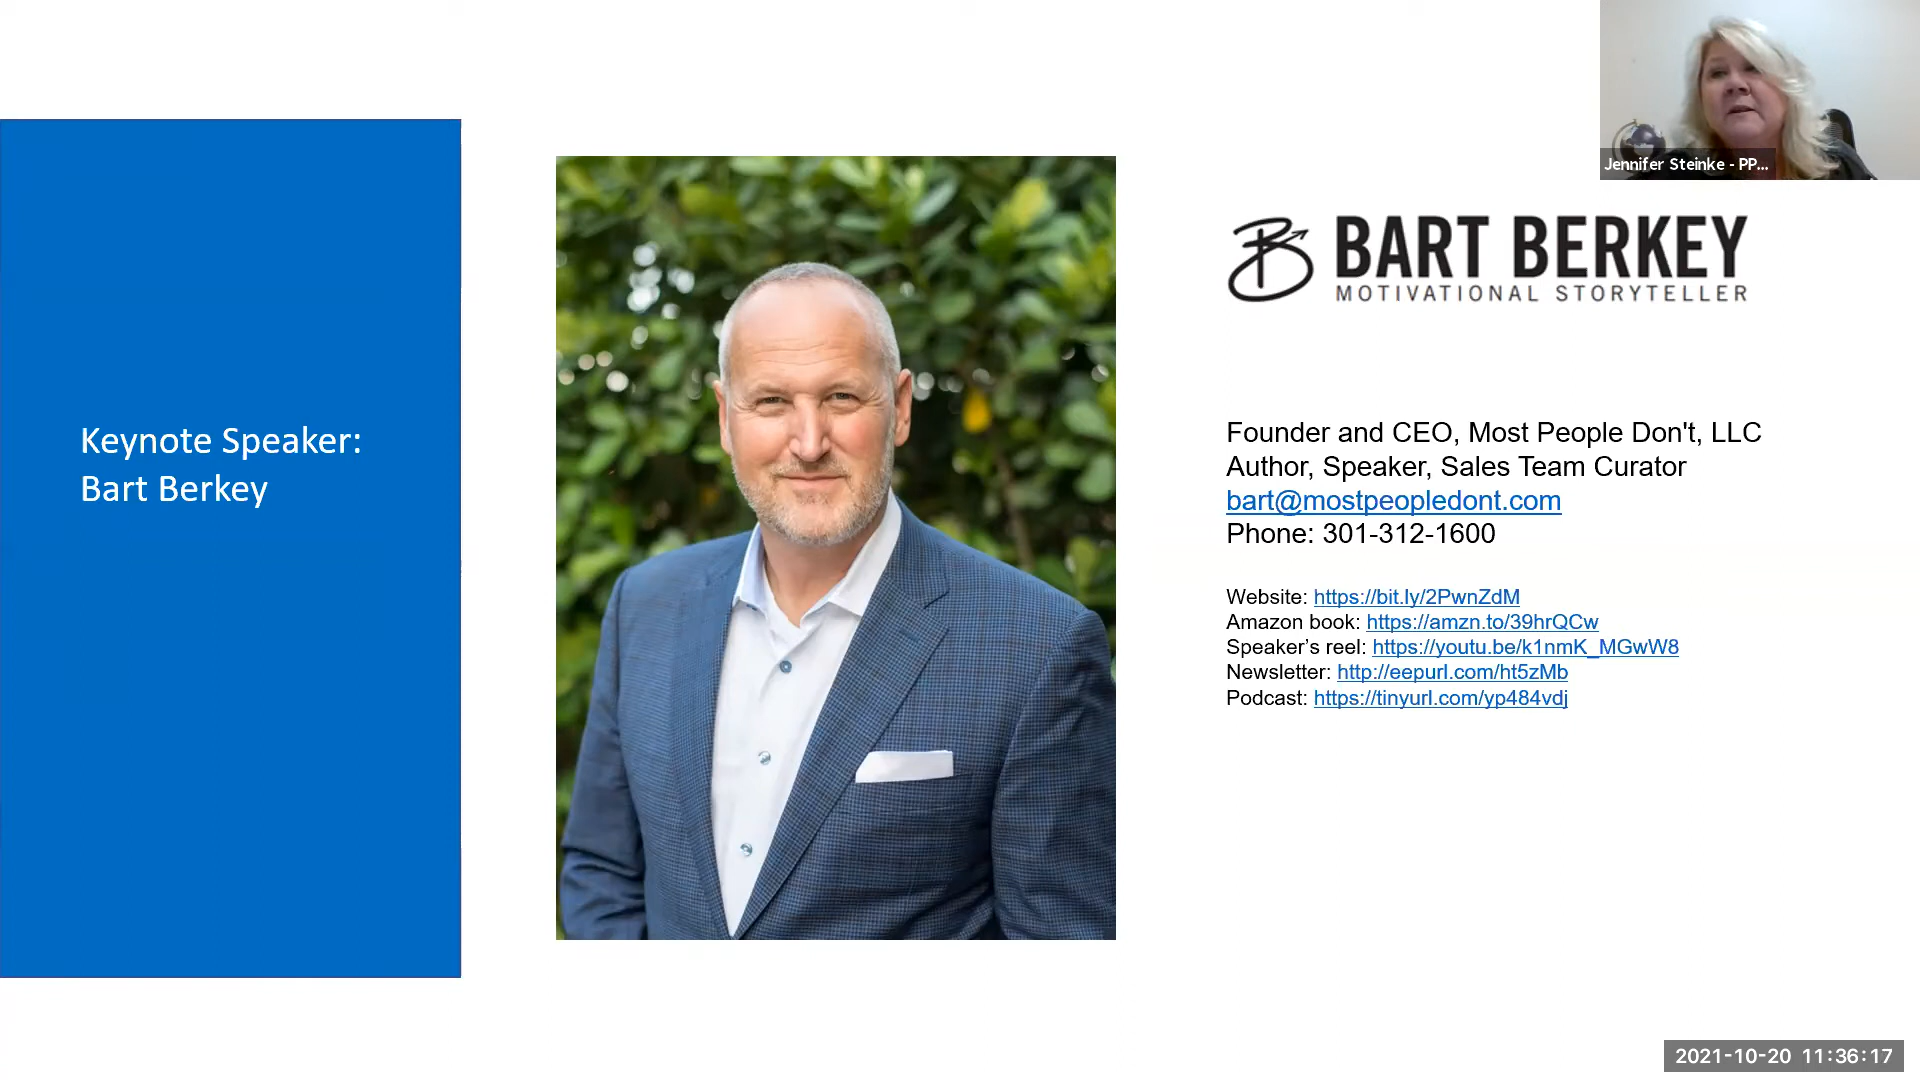 Jennifer Steinke - PP...
BART BERKEY
MOTIVATIONAL STORYTELLER
Keynote Speaker:
Bart Berkey
Founder and CEO, Most People Don't, LLC
Author, Speaker, Sales Team Curator
bart@mostpeopledont.com
Phone: 301-312-1600
Website: https://bit.ly/2PwnZdM
Amazon book: https://amzn.to/39hrQCw
Speaker’s reel: https://youtu.be/k1nmK_MGwW8
Newsletter: http://eepurl.com/ht5zMb
Podcast: https://tinyurl.com/yp484vdj
2021-10-20 11:36:17